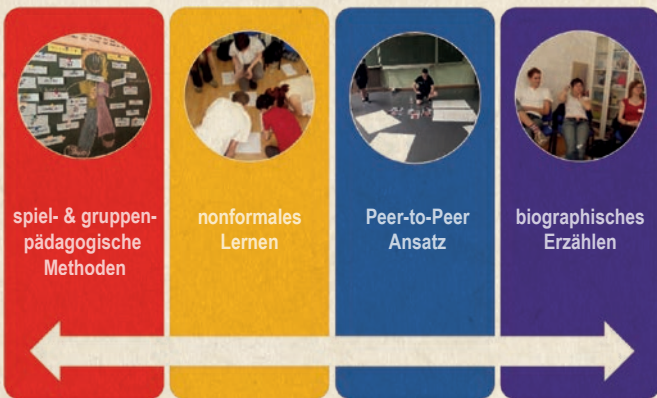 spiel- & gruppen-
pädagogische
Methoden
nonformales
Lernen
Peer-to-Peer
Ansatz
biographisches
Erzählen